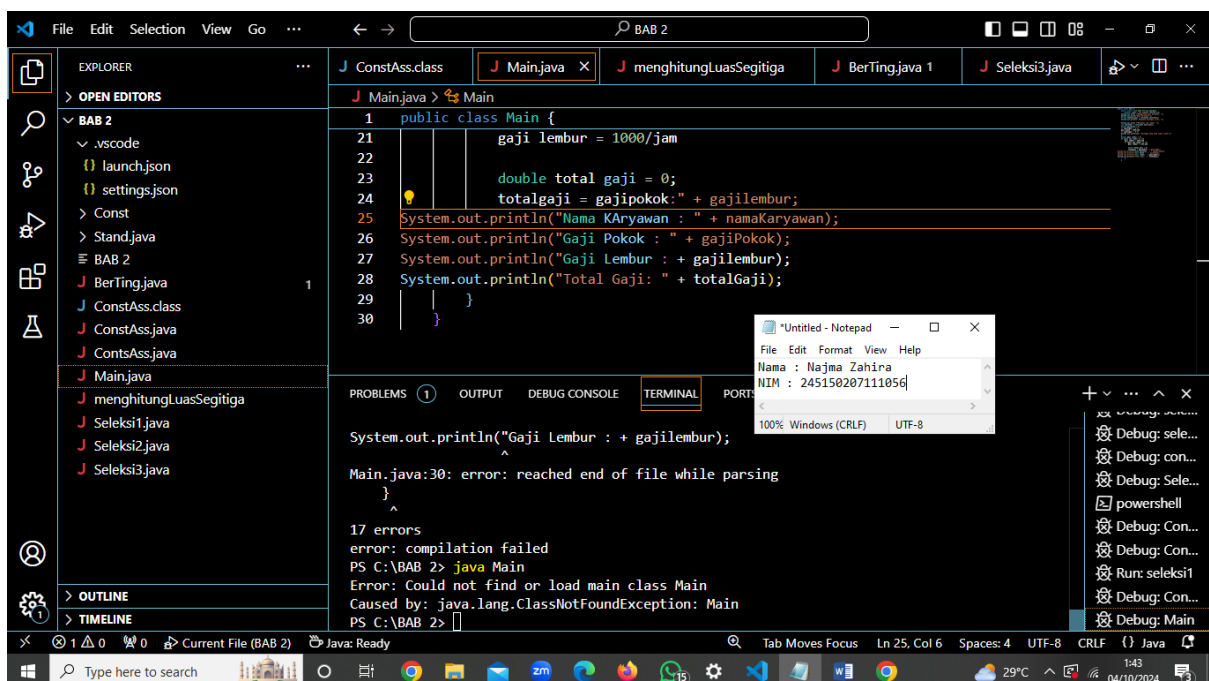 File Edit Selection View Go ··· BAB 2
EXPLORER ···
> OPEN EDITORS
BAB 2
.vscode
{} launch.json
{} settings.json
> Const
> Stand.java
BAB 2
J BerTing.java 1
J ConstAss.class
J ConstAss.java
J ContsAss.java
J Main.java
J menghitungLuasSegitiga
J Seleksi1.java
J Seleksi2.java
J Seleksi3.java
> OUTLINE
> TIMELINE
J ConstAss.class J Main.java J menghitungLuasSegitiga J BerTing.java 1 J Seleksi3.java ···
J Main.java > Main
1 public class Main {
21 gaji lembur = 1000/jam
22
23 double total gaji = 0;
24 totalgaji = gajipokok:" + gajilembur;
25 System.out.println("Nama KAryawan : " + namaKaryawan);
26 System.out.println("Gaji Pokok : " + gajiPokok);
27 System.out.println("Gaji Lembur : + gajilembur);
28 System.out.println("Total Gaji: " + totalGaji);
29 }
30 }
*Untitled - Notepad
File Edit Format View Help
Nama : Najma Zahira
NIM : 245150207111056
100% Windows (CRLF) UTF-8
PROBLEMS 1 OUTPUT DEBUG CONSOLE TERMINAL PORTS
System.out.println("Gaji Lembur : + gajilembur);
^
Main.java:30: error: reached end of file while parsing
}
^
17 errors
error: compilation failed
PS C:\BAB 2> java Main
Error: Could not find or load main class Main
Caused by: java.lang.ClassNotFoundException: Main
PS C:\BAB 2>
Debug: sele...
Debug: con...
Debug: Sele...
powershell
Debug: Con...
Debug: Con...
Run: seleksi1
Debug: Con...
Debug: Main
1 0 0 Current File (BAB 2) Java: Ready Tab Moves Focus Ln 25, Col 6 Spaces: 4 UTF-8 CRLF {} Java
Type here to search zm 15 29°C 1:43
04/10/2024 3